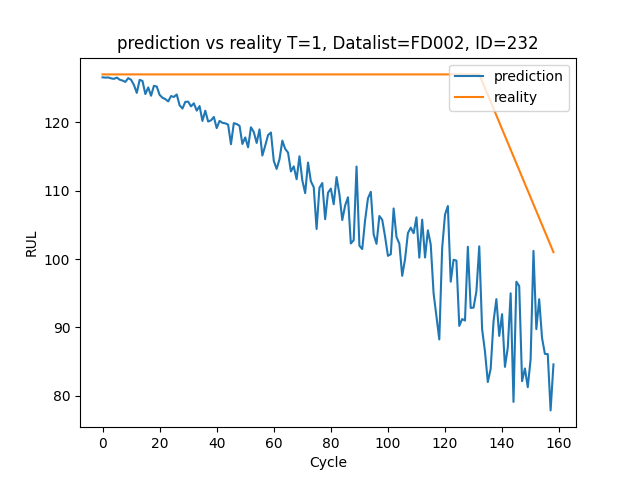 prediction vs reality T=1, Datalist=FD002, ID=232
prediction
reality
120
110
100
90
80
RUL
0 20 40 60 80 100 120 140 160
Cycle